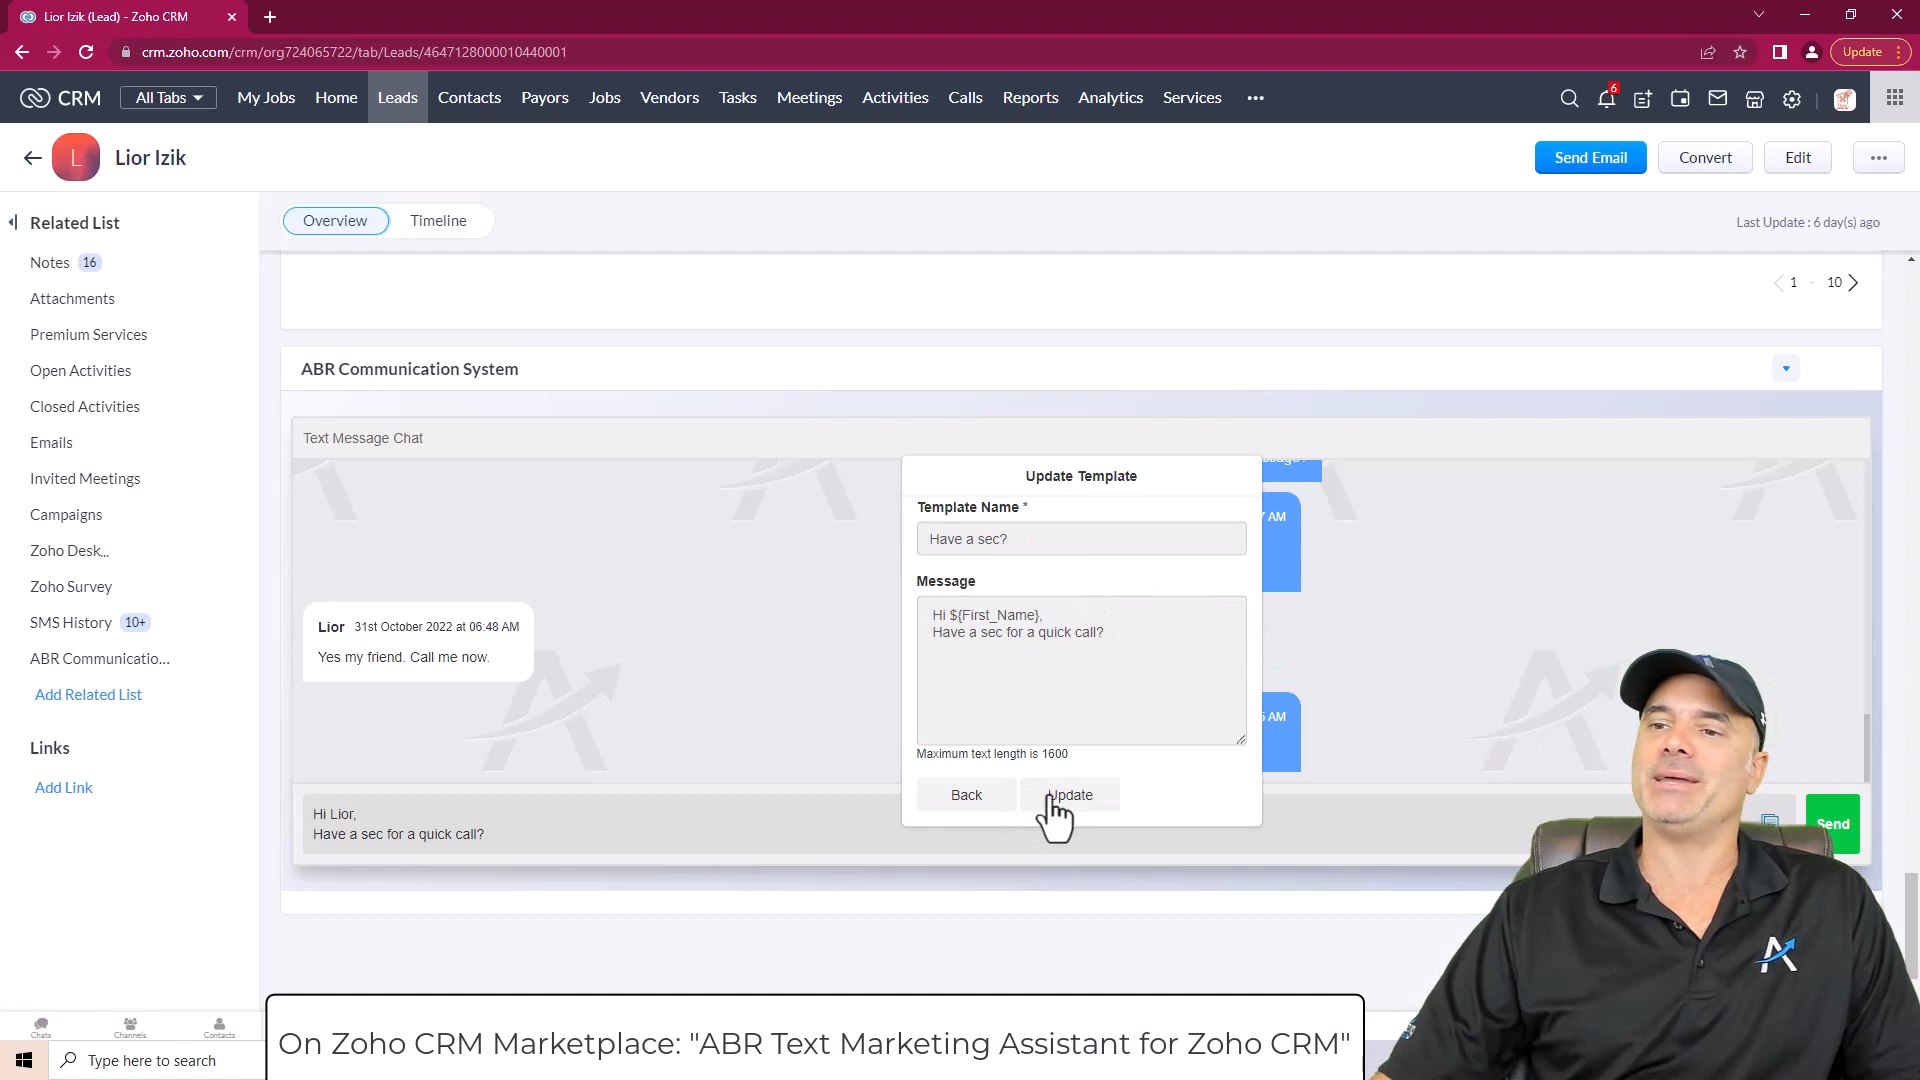 Lior Izik (Lead) - Zoho CRM
crm.zoho.com/crm/org724065722/tab/Leads/4647128000010440001
Update
CRM
All Tabs
My Jobs
Home
Leads
Contacts
Payors
Jobs
Vendors
Tasks
Meetings
Activities
Calls
Reports
Analytics
Services
6
L
Lior Izik
Send Email
Convert
Edit
Related List
Overview
Timeline
Last Update : 6 day(s) ago
Notes 16
Attachments
Premium Services
Open Activities
Closed Activities
Emails
Invited Meetings
Campaigns
Zoho Desk...
Zoho Survey
SMS History 10+
ABR Communicatio...
Add Related List
Links
Add Link
1 - 10
ABR Communication System
Text Message Chat
Update Template
Template Name *
Have a sec?
Message
Hi ${First_Name},
Have a sec for a quick call?
Maximum text length is 1600
Back
Update
AM
AM
Lior 31st October 2022 at 06:48 AM
Yes my friend. Call me now.
Hi Lior,
Have a sec for a quick call?
Send
Chats
Channels
Contacts
Type here to search
On Zoho CRM Marketplace: "ABR Text Marketing Assistant for Zoho CRM"